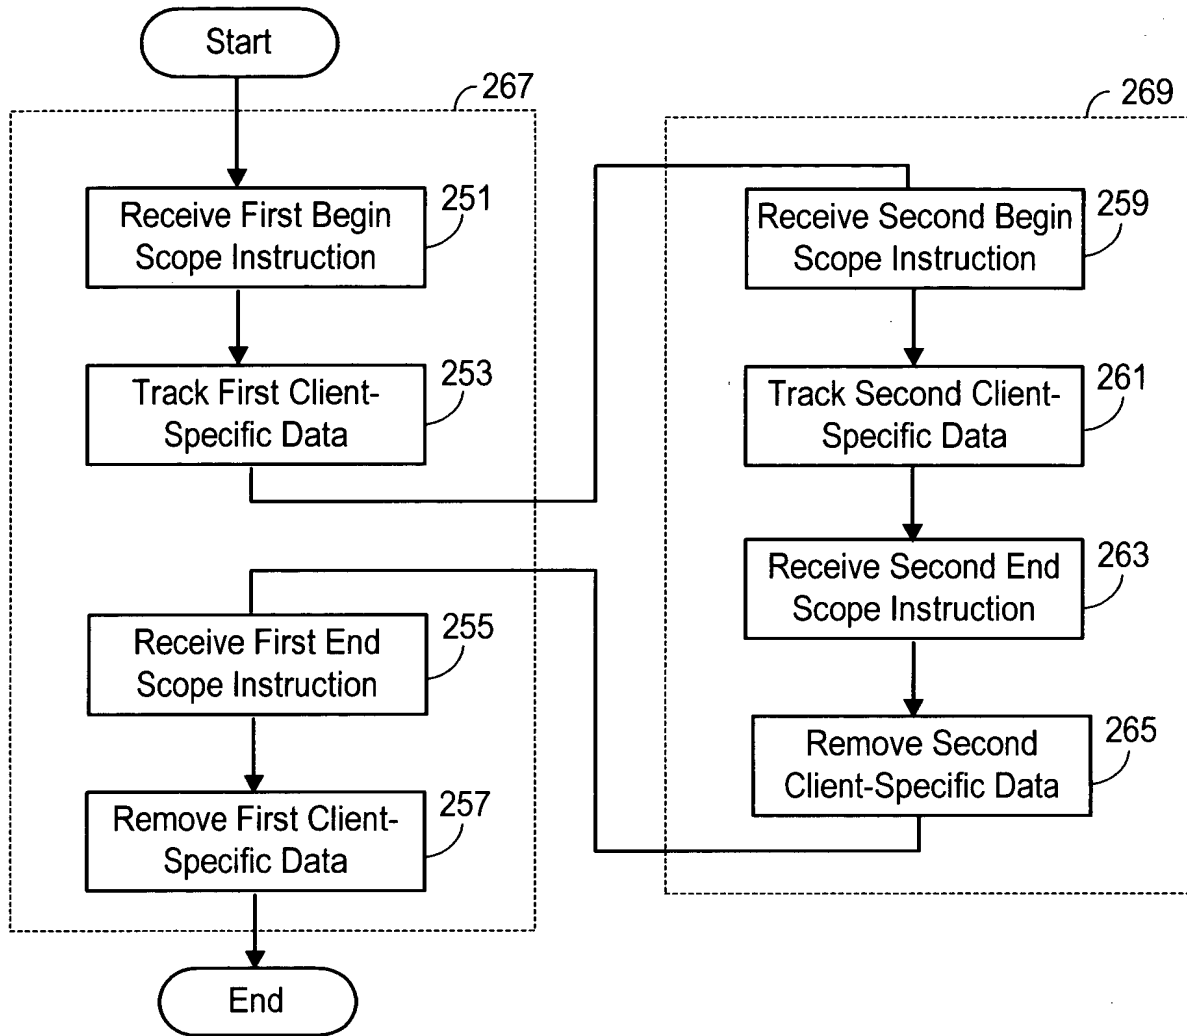 Start
267
Receive First Begin
Scope Instruction
251
Track First Client-
Specific Data
253
Receive First End
Scope Instruction
255
Remove First Client-
Specific Data
257
End
269
Receive Second Begin
Scope Instruction
259
Track Second Client-
Specific Data
261
Receive Second End
Scope Instruction
263
Remove Second
Client-Specific Data
265